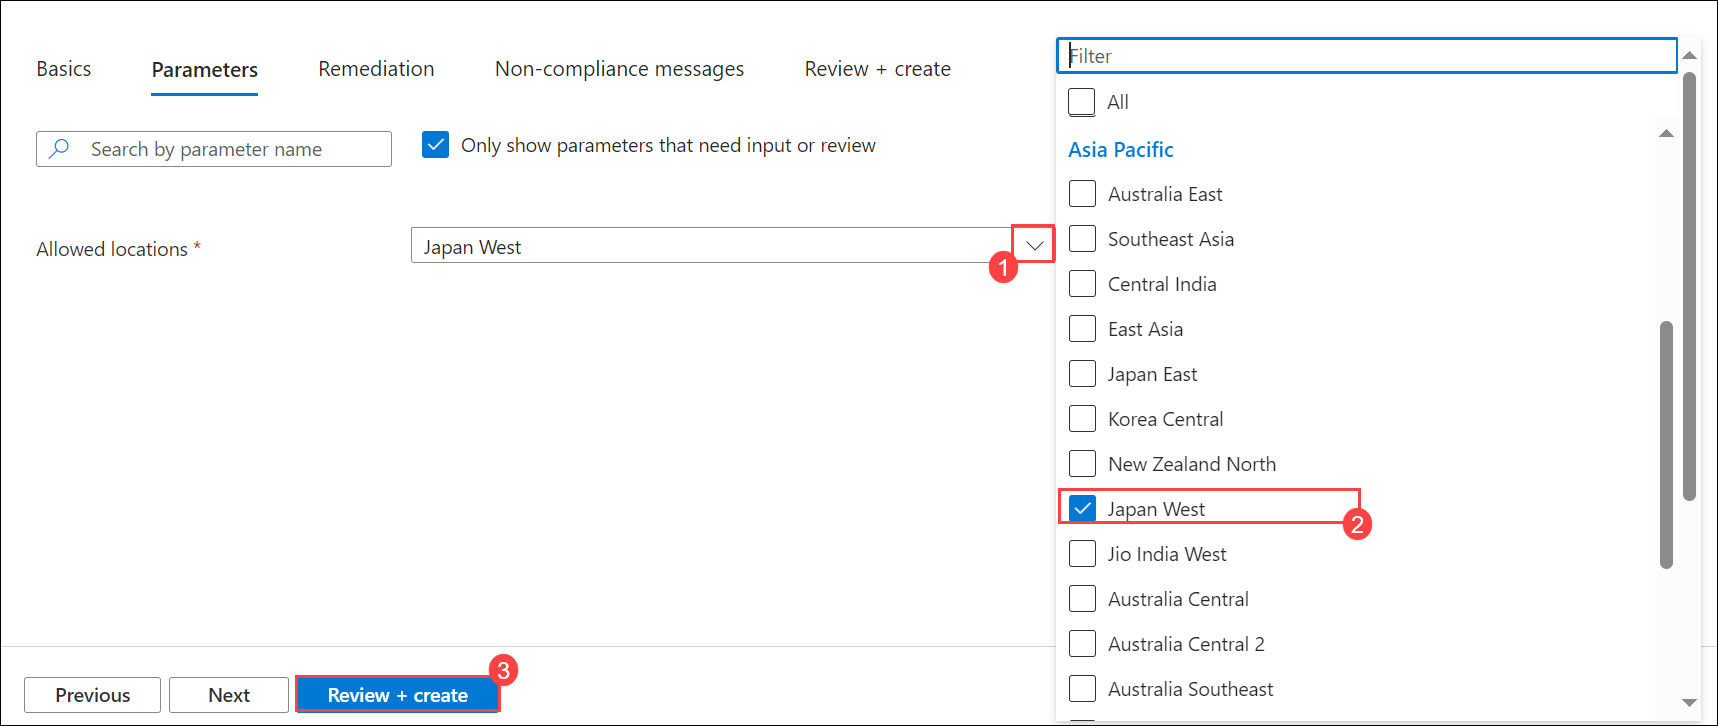 Basics
Parameters
Remediation
Non-compliance messages
Review + create
Search by parameter name
Only show parameters that need input or review
Allowed locations *
Japan West
1
Filter
All
Asia Pacific
Australia East
Southeast Asia
Central India
East Asia
Japan East
Korea Central
New Zealand North
Japan West
2
Jio India West
Australia Central
Australia Central 2
Australia Southeast
Previous
Next
Review + create
3